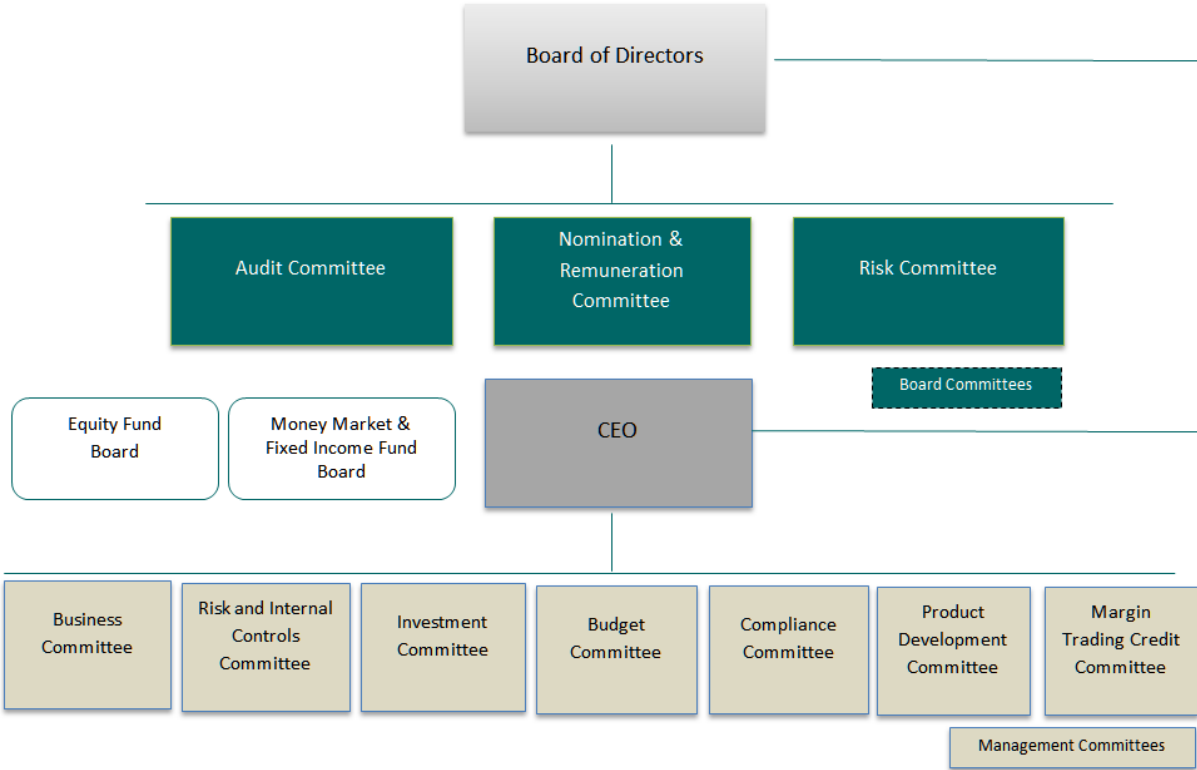 Board of Directors
Audit Committee
Nomination &
Remuneration
Committee
Risk Committee
Board Committees
Equity Fund
Board
Money Market &
Fixed Income Fund
Board
CEO
Business
Committee
Risk and Internal
Controls
Committee
Investment
Committee
Budget
Committee
Compliance
Committee
Product
Development
Committee
Margin
Trading Credit
Committee
Management Committees